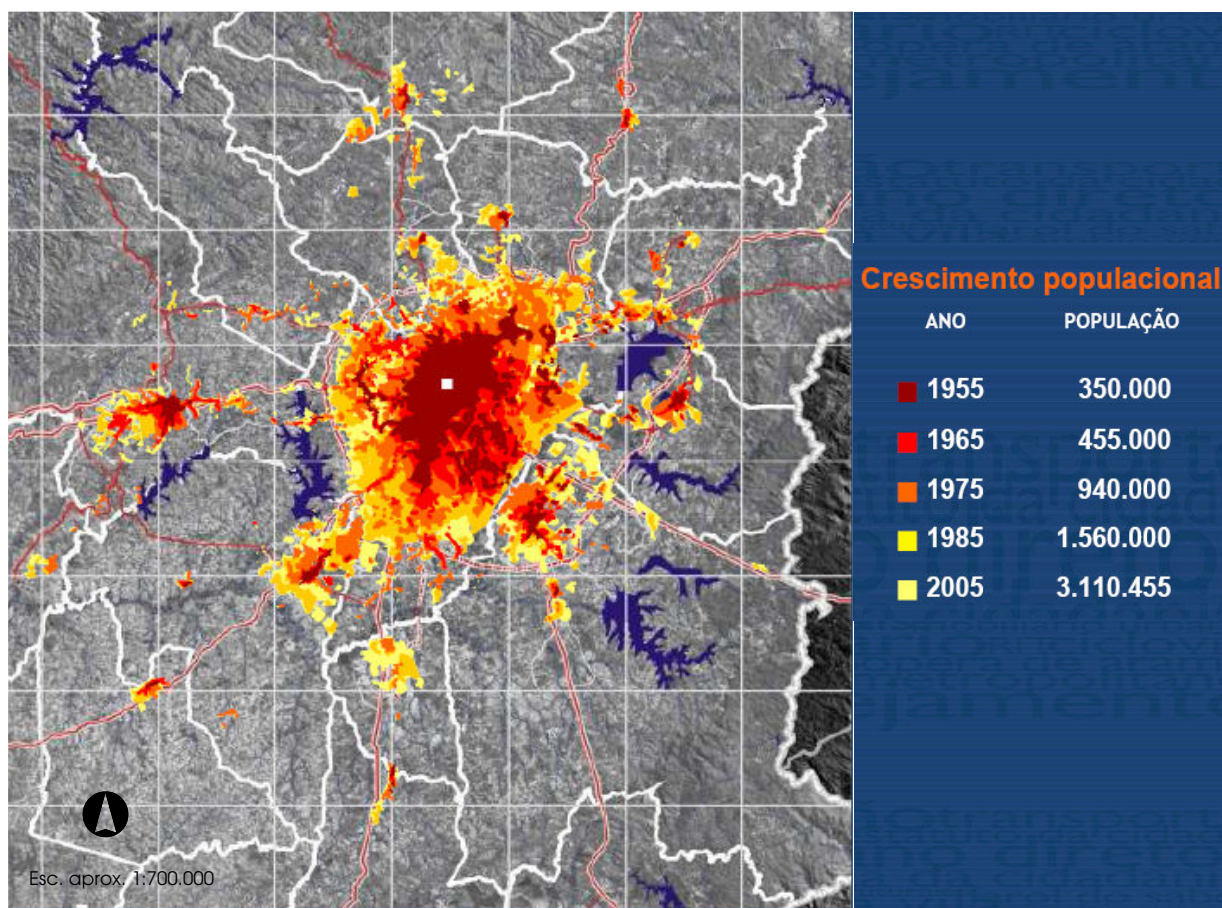 Crescimento populacional
ANO POPULAÇÃO
1955 350.000
1965 455.000
1975 940.000
1985 1.560.000
2005 3.110.455
Esc. aprox. 1:700.000